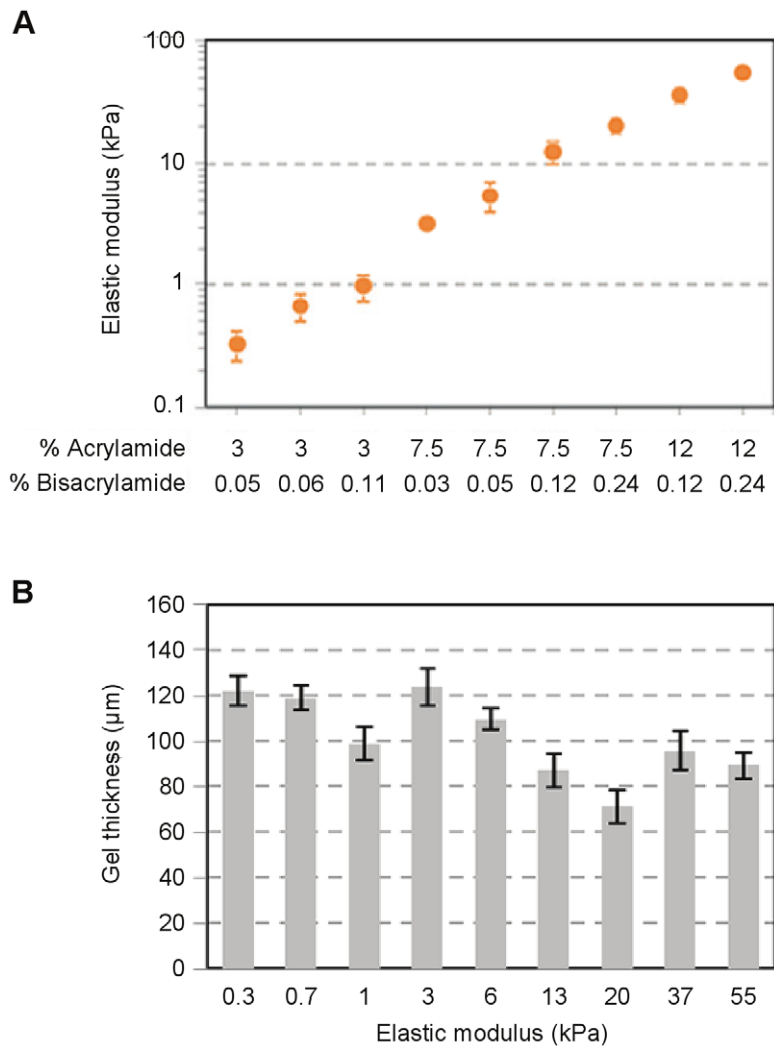 A
100
Elastic modulus (kPa)
10
1
0.1
% Acrylamide 3 3 3 7.5 7.5 7.5 7.5 12 12
% Bisacrylamide 0.05 0.06 0.11 0.03 0.05 0.12 0.24 0.12 0.24
B
160
140
120
100
80
60
40
20
0
Gel thickness (µm)
0.3 0.7 1 3 6 13 20 37 55
Elastic modulus (kPa)